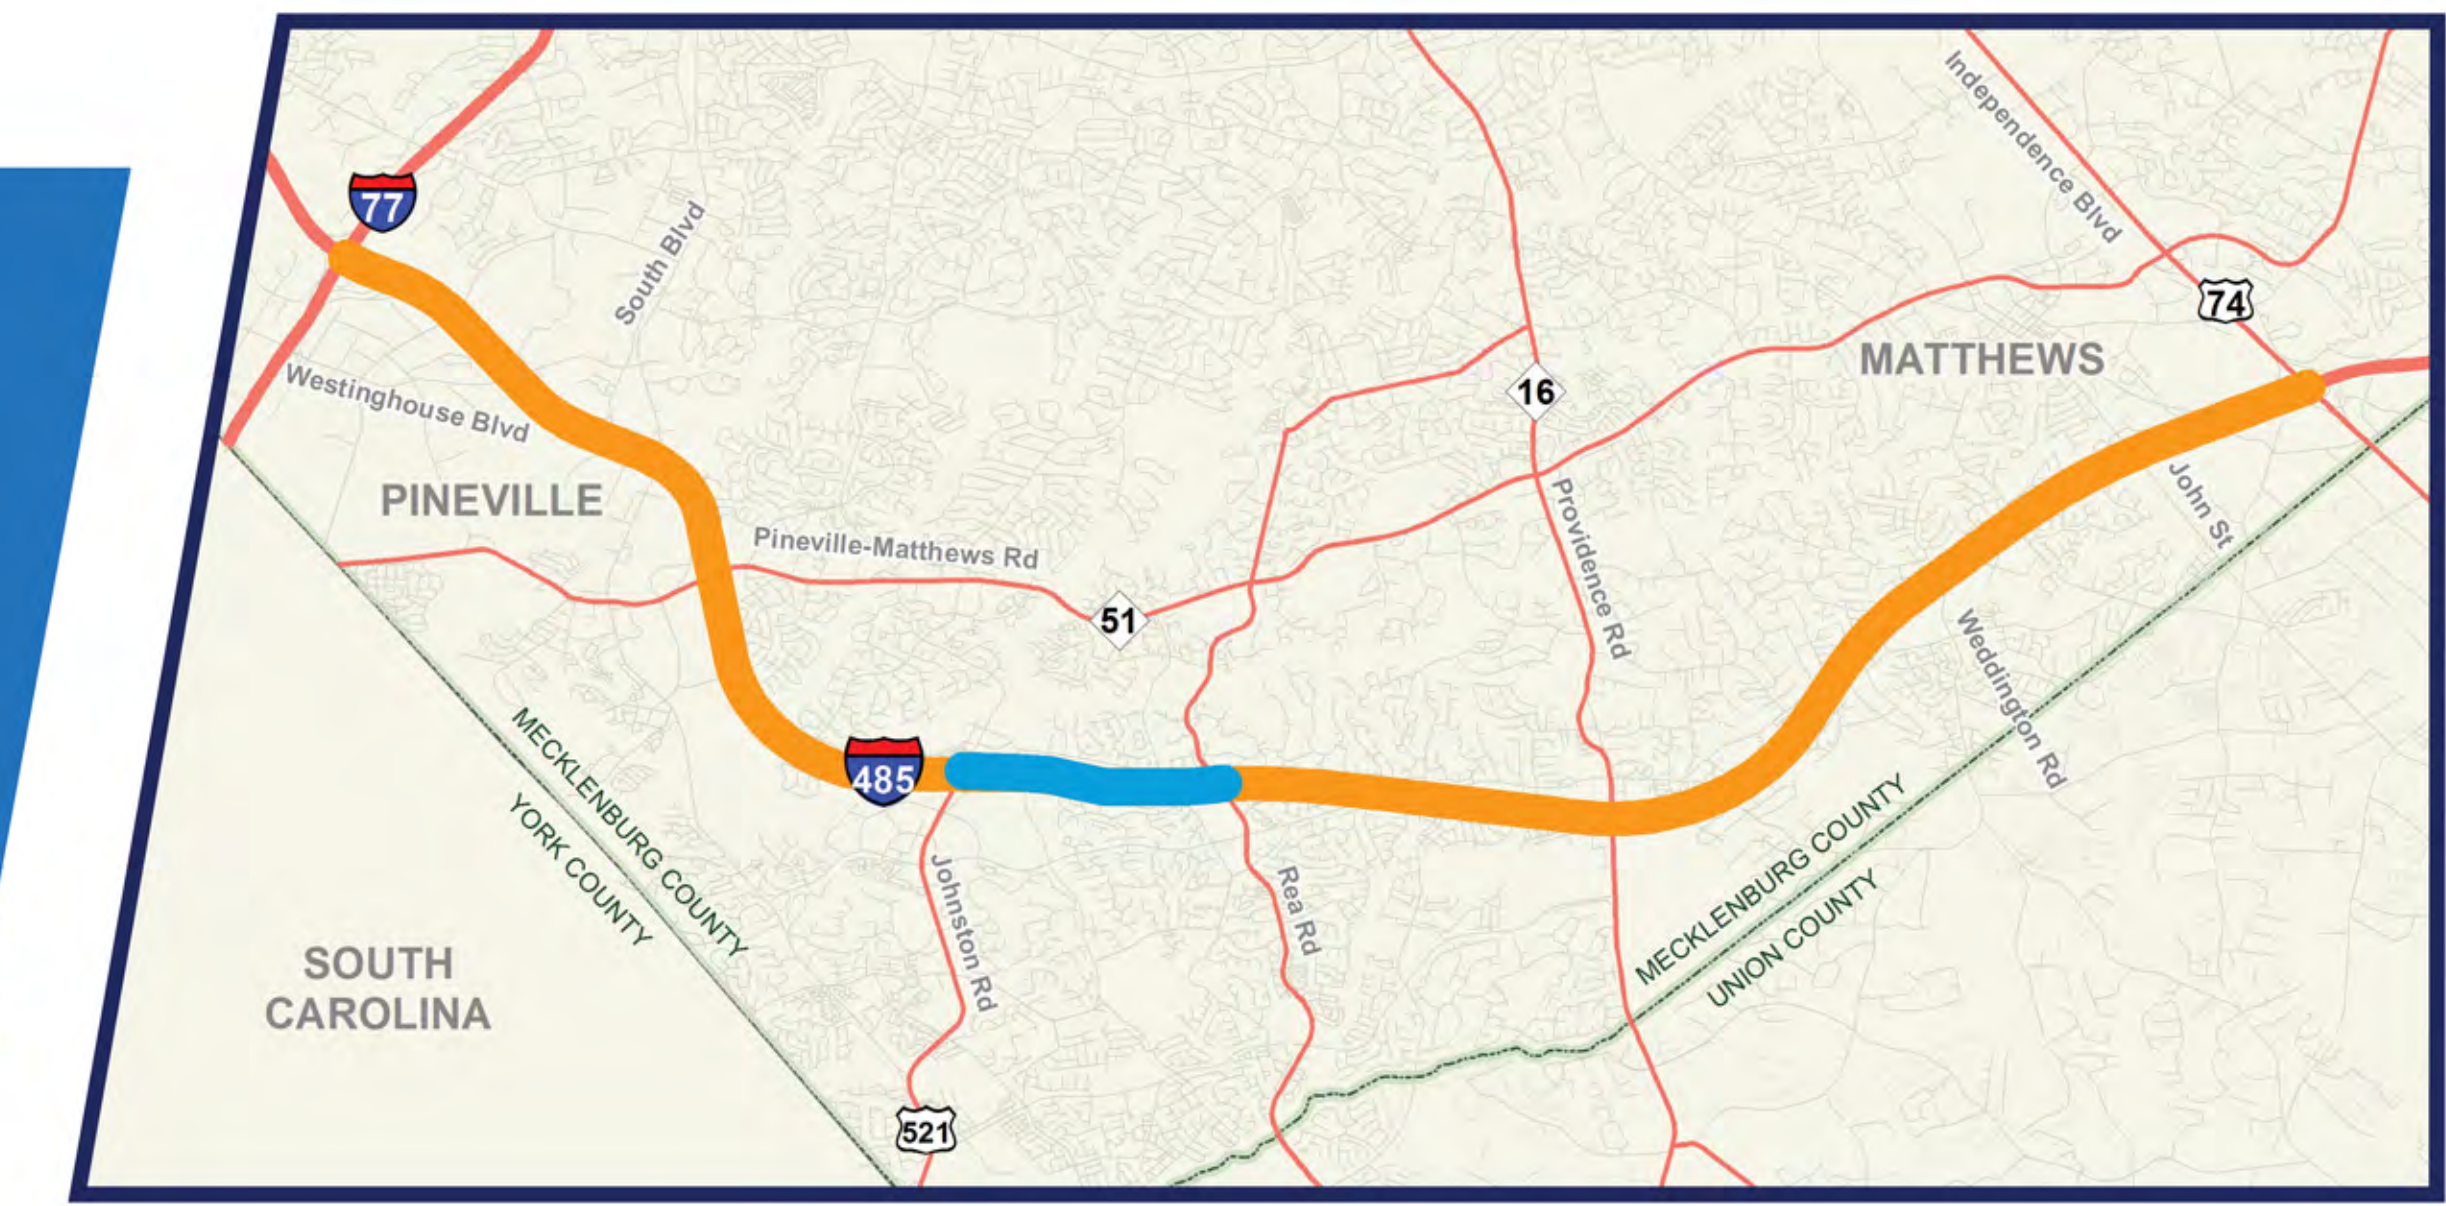 Independence Blvd
77
South Blvd
74
MATTHEWS
Westinghouse Blvd
16
PINEVILLE
John St
Pineville-Matthews Rd
Providence Rd
51
Weddington Rd
MECKLENBURG COUNTY
YORK COUNTY
485
MECKLENBURG COUNTY
UNION COUNTY
Johnston Rd
Rea Rd
SOUTH
CAROLINA
521